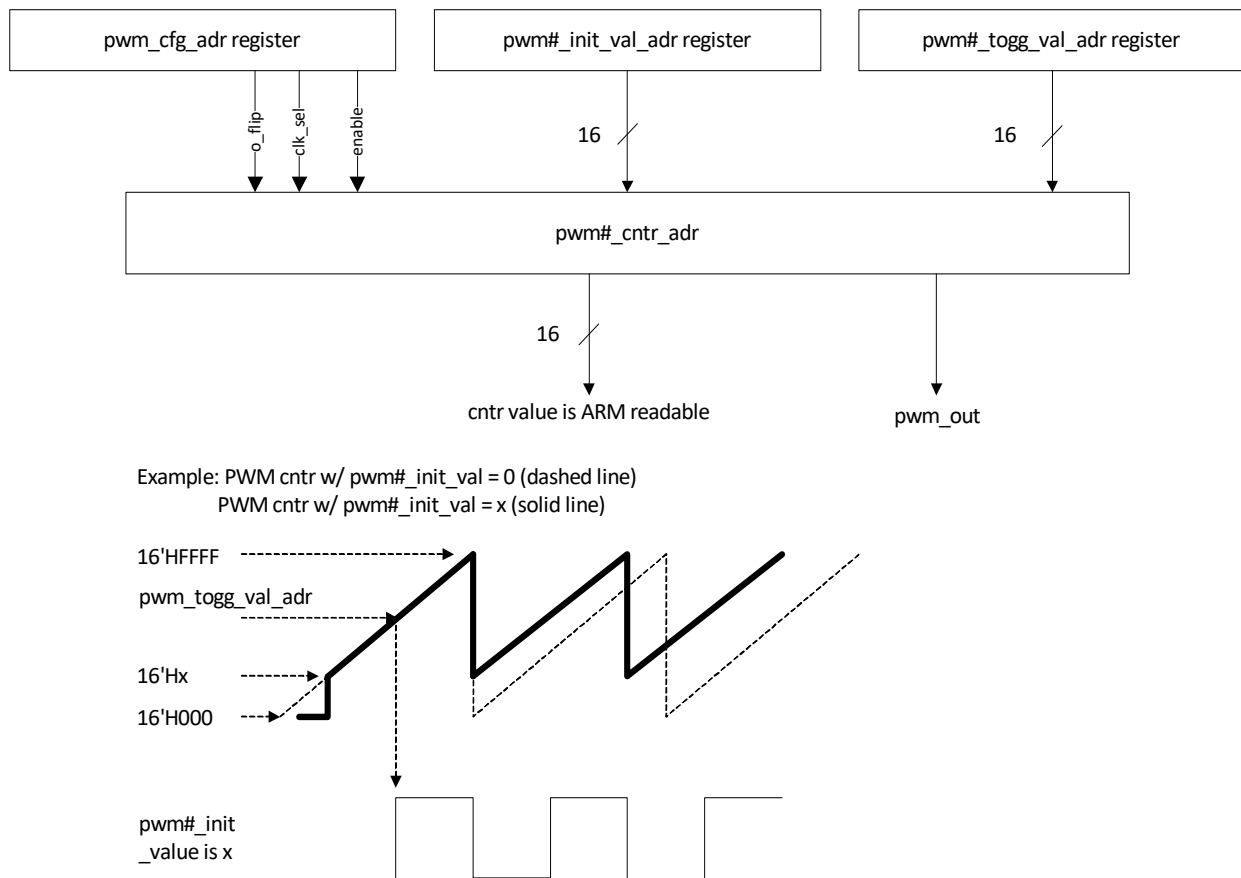 pwm_cfg_adr register
pwm#_init_val_adr register
pwm#_togg_val_adr register
o_flip
clk_sel
enable
16
16
pwm#_cntr_adr
16
cntr value is ARM readable
pwm_out
Example: PWM cntr w/ pwm#_init_val = 0 (dashed line)
PWM cntr w/ pwm#_init_val = x (solid line)
16'HFFFF
pwm_togg_val_adr
16'Hx
16'H000
pwm#_init
_value is x